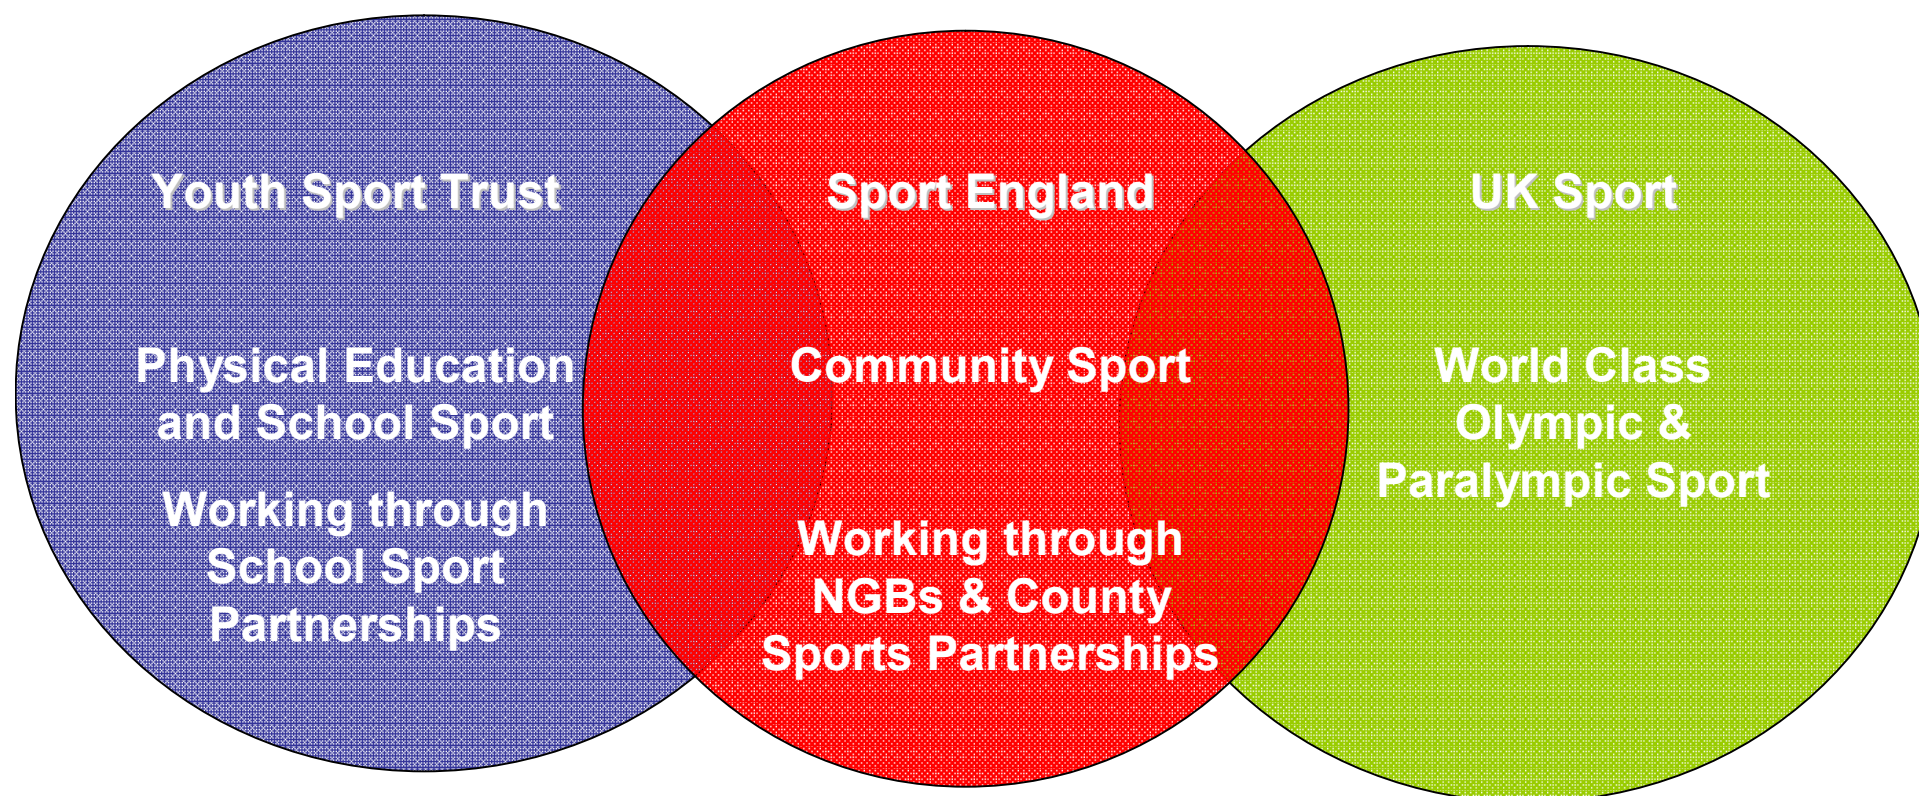 Youth Sport Trust
Physical Education
and School Sport
Working through
School Sport
Partnerships
Sport England
Community Sport
Working through
NGBs & County
Sports Partnerships
UK Sport
World Class
Olympic &
Paralympic Sport